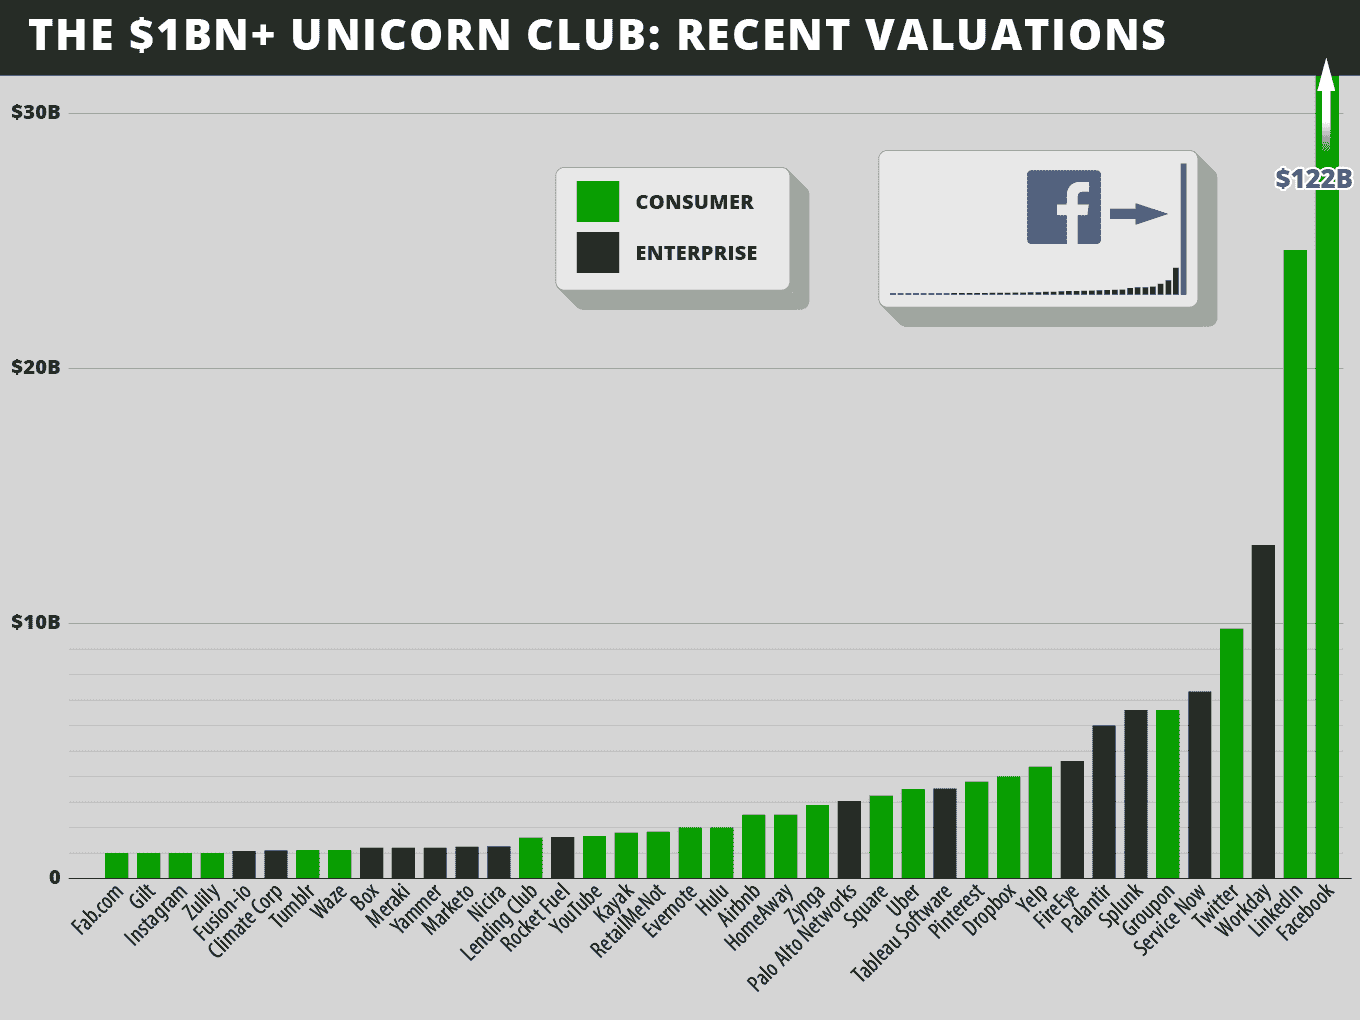 THE $1BN+ UNICORN CLUB: RECENT VALUATIONS
$30B
$122B
CONSUMER
ENTERPRISE
f
$20B
$10B
0
Fab.com
Gilt
Instagram
Zulilly
Fusion-io
Climate Corp
Tumblr
Waze
Box
Meraki
Yammer
Marketo
Nicira
Lending Club
Rocket Fuel
YouTube
Kayak
RetailMeNot
Evernote
Hulu
Airbnb
HomeAway
Zynga
Palo Alto Networks
Square
Uber
Tableau Software
Pinterest
Dropbox
Yelp
FireEye
Palantir
Splunk
Groupon
Service Now
Twitter
Workday
LinkedIn
Facebook